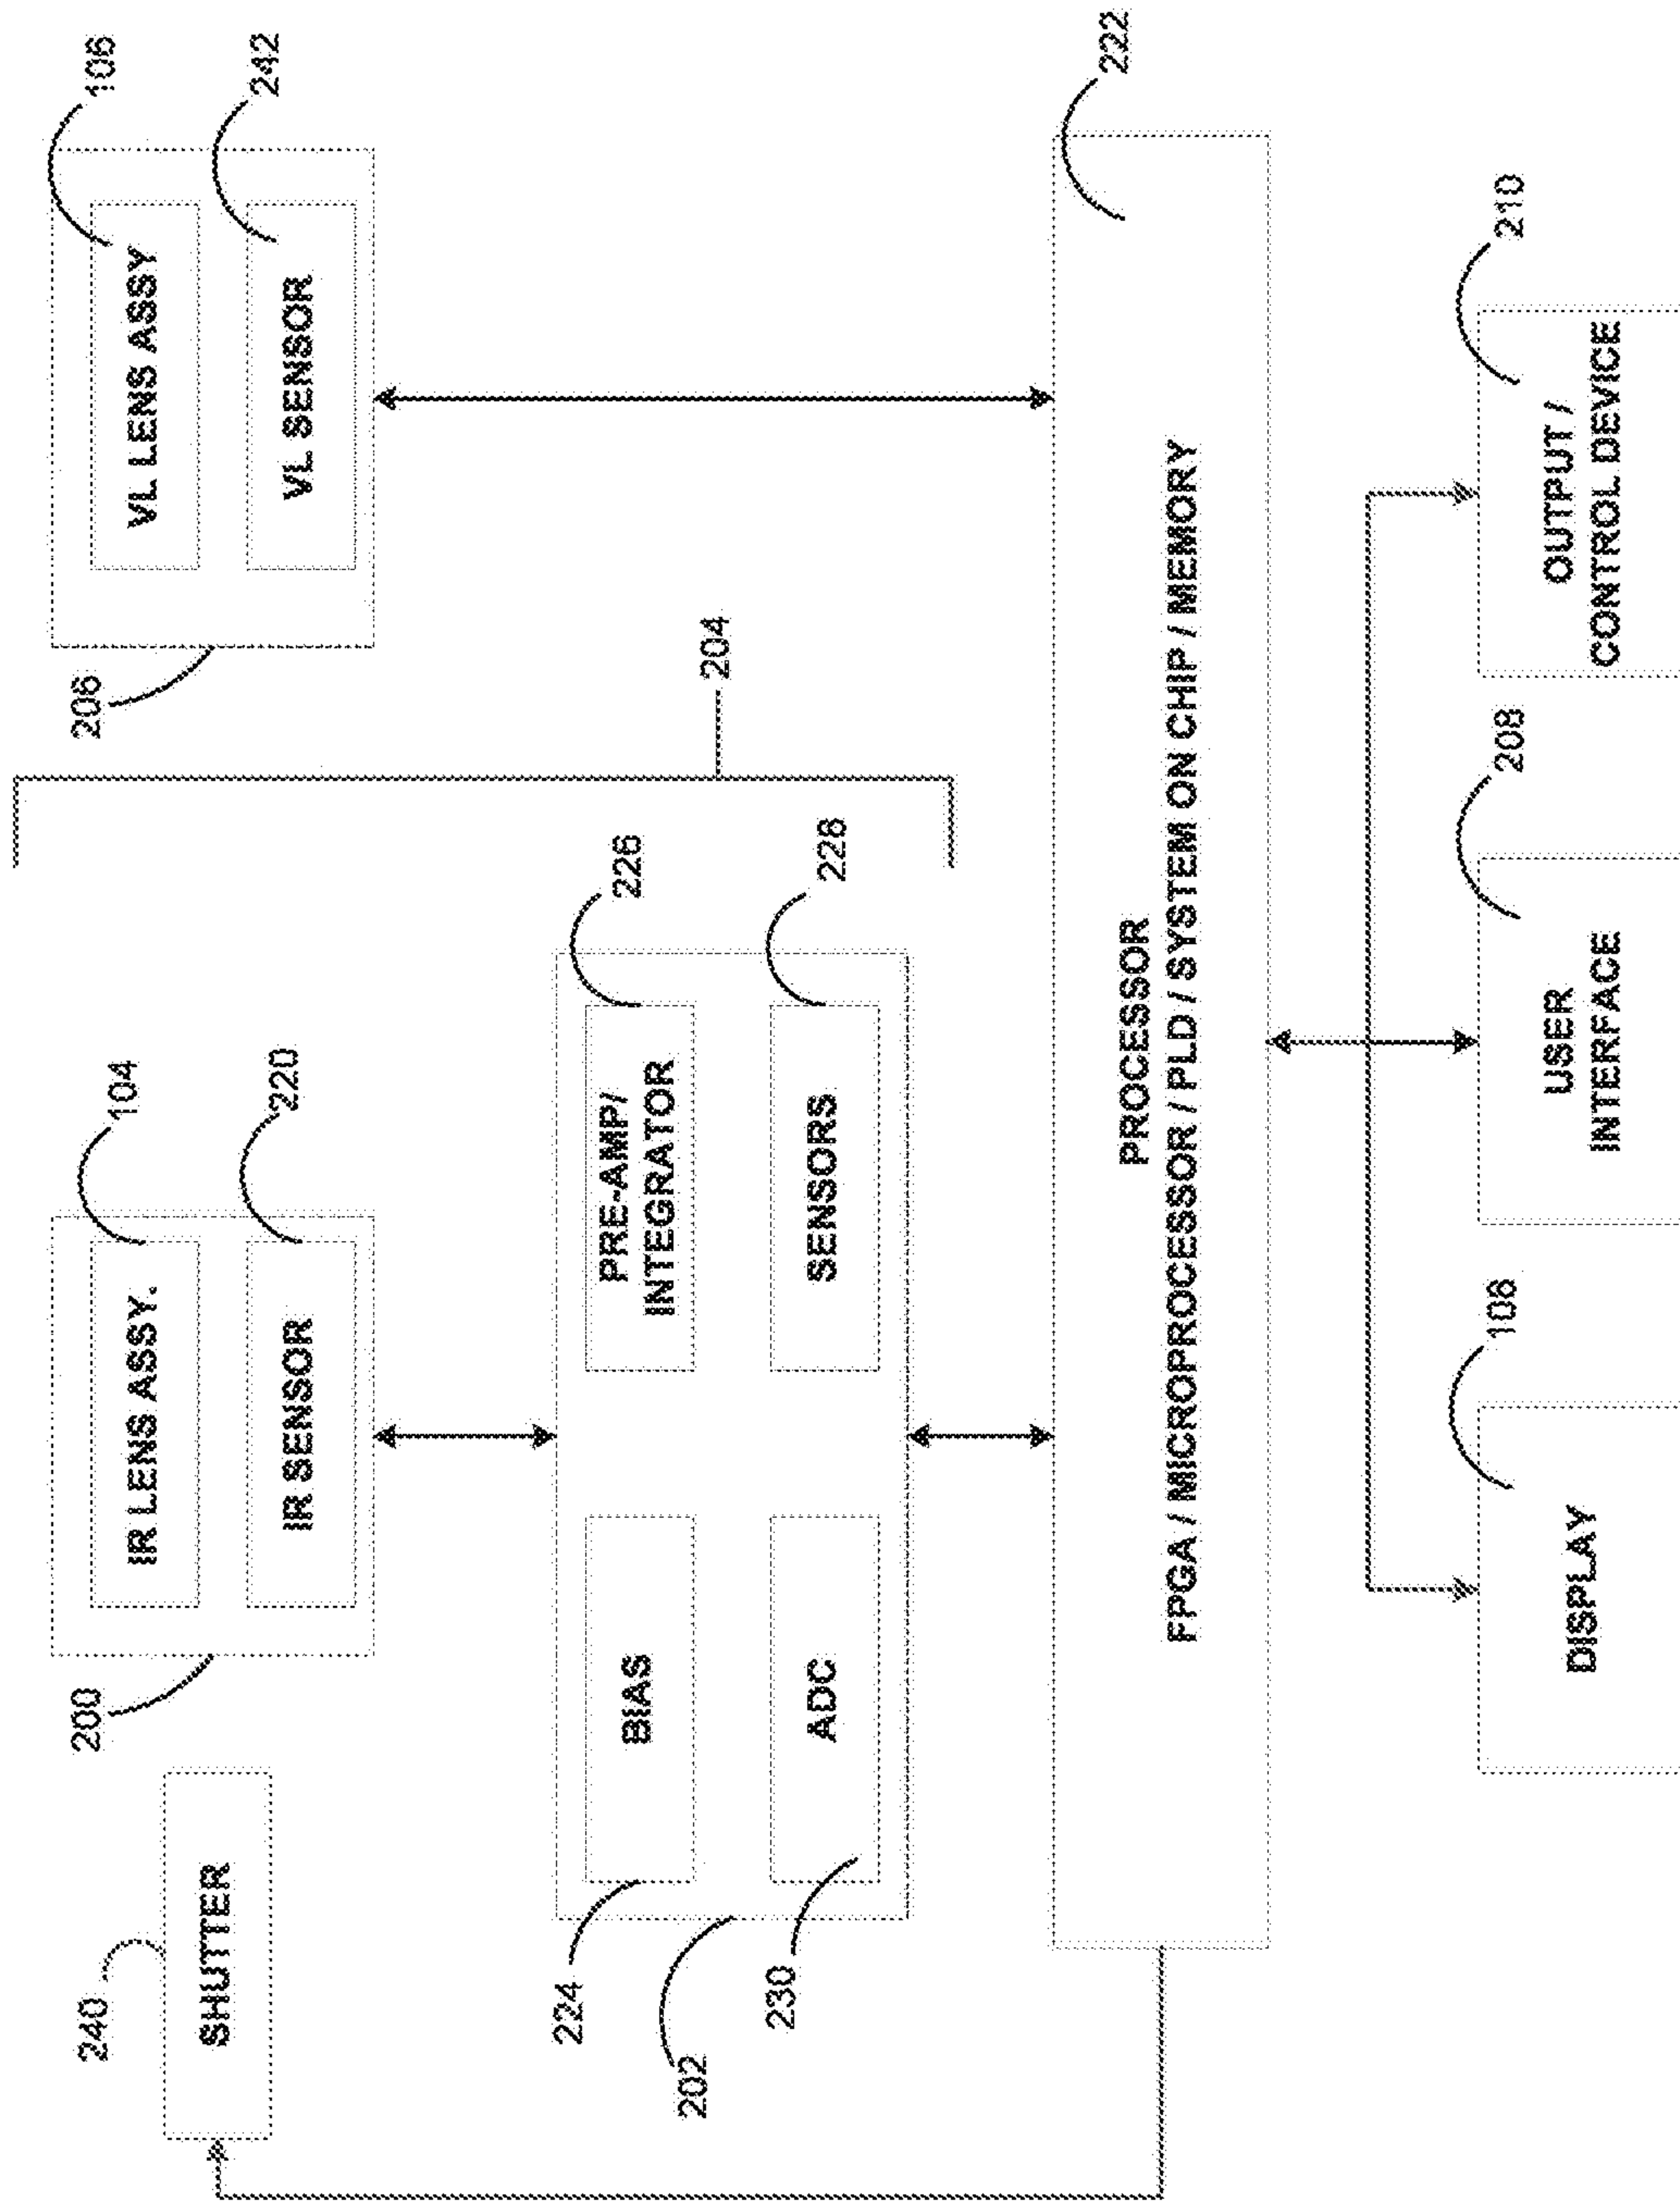 240
SHUTTER
200
IR LENS ASSY.
104
IR SENSOR
220
206
VL LENS ASSY
106
VL SENSOR
242
204
224
BIAS
PRE-AMP/
INTEGRATOR
226
230
ADC
SENSORS
228
202
PROCESSOR
FPGA / MICROPROCESSOR / PLD / SYSTEM ON CHIP / MEMORY
222
DISPLAY
108
USER
INTERFACE
208
OUTPUT /
CONTROL DEVICE
210